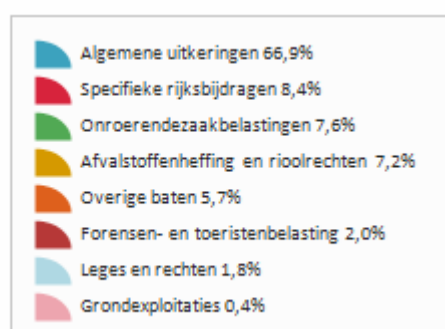 Algemene uitkeringen 66,9%
Specifieke rijksbijdragen 8,4%
Onroerendezaakbelastingen 7,6%
Afvalstoffenheffing en rioolrechten 7,2%
Overige baten 5,7%
Forensen- en toeristenbelasting 2,0%
Leges en rechten 1,8%
Grondexploitaties 0,4%